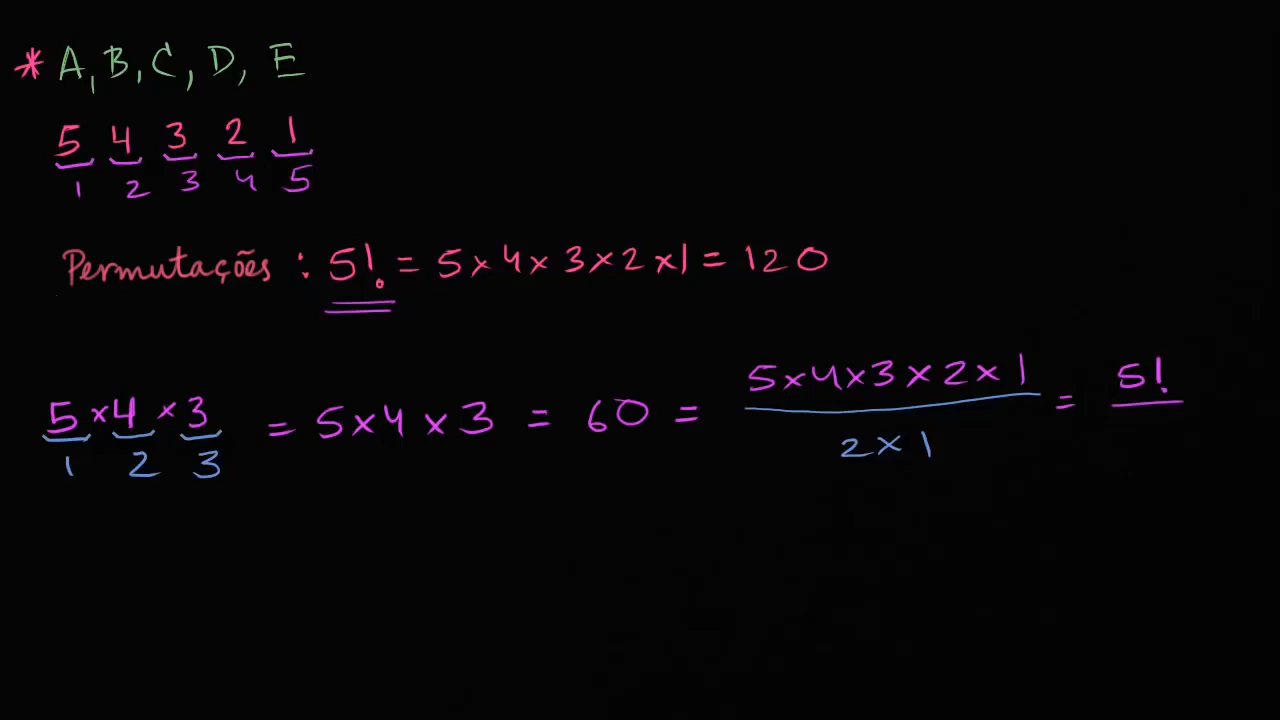 * A, B, C, D, E
5 4 3 2 1
1 2 3 4 5
Permutações : 5! = 5 x 4 x 3 x 2 x 1 = 120
5 x 4 x 3 = 5 x 4 x 3 = 60 = 5 x 4 x 3 x 2 x 1 = 5!
1 2 3 2 x 1